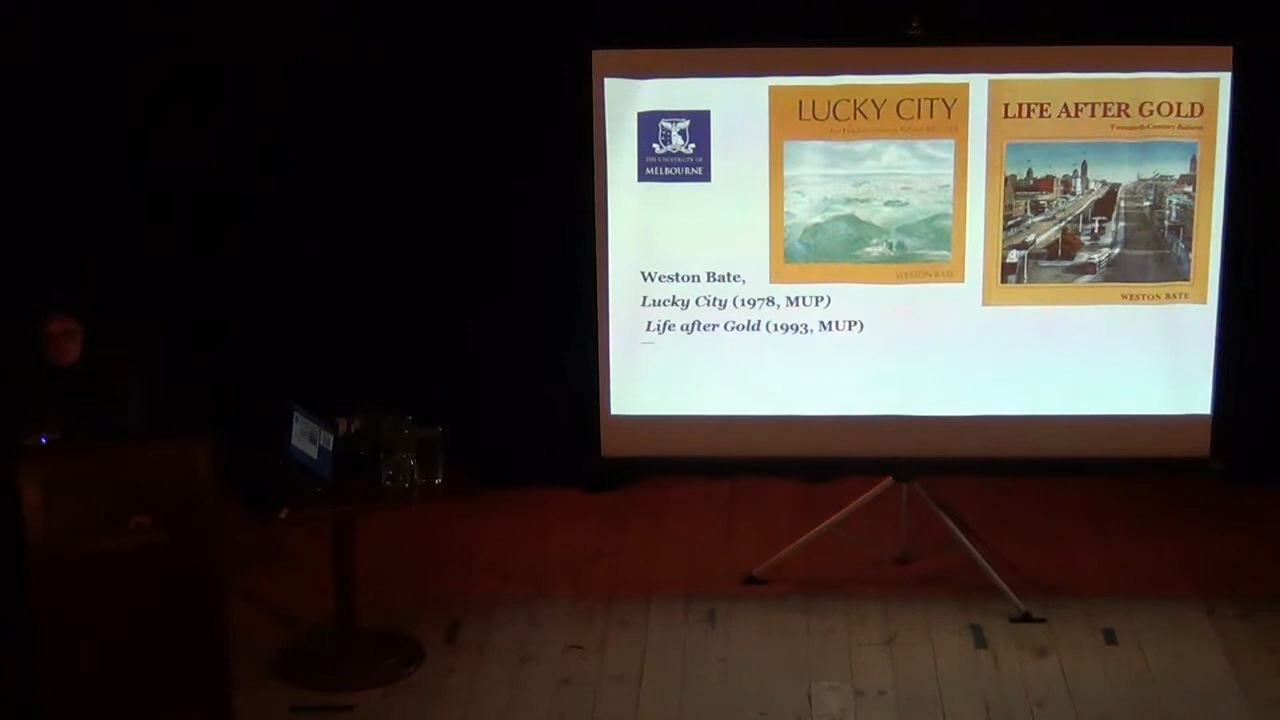 THE UNIVERSITY OF
MELBOURNE
LUCKY CITY
WESTON BATE
LIFE AFTER GOLD
Twentieth-Century Ballarat
WESTON BATE
Weston Bate,
Lucky City (1978, MUP)
Life after Gold (1993, MUP)